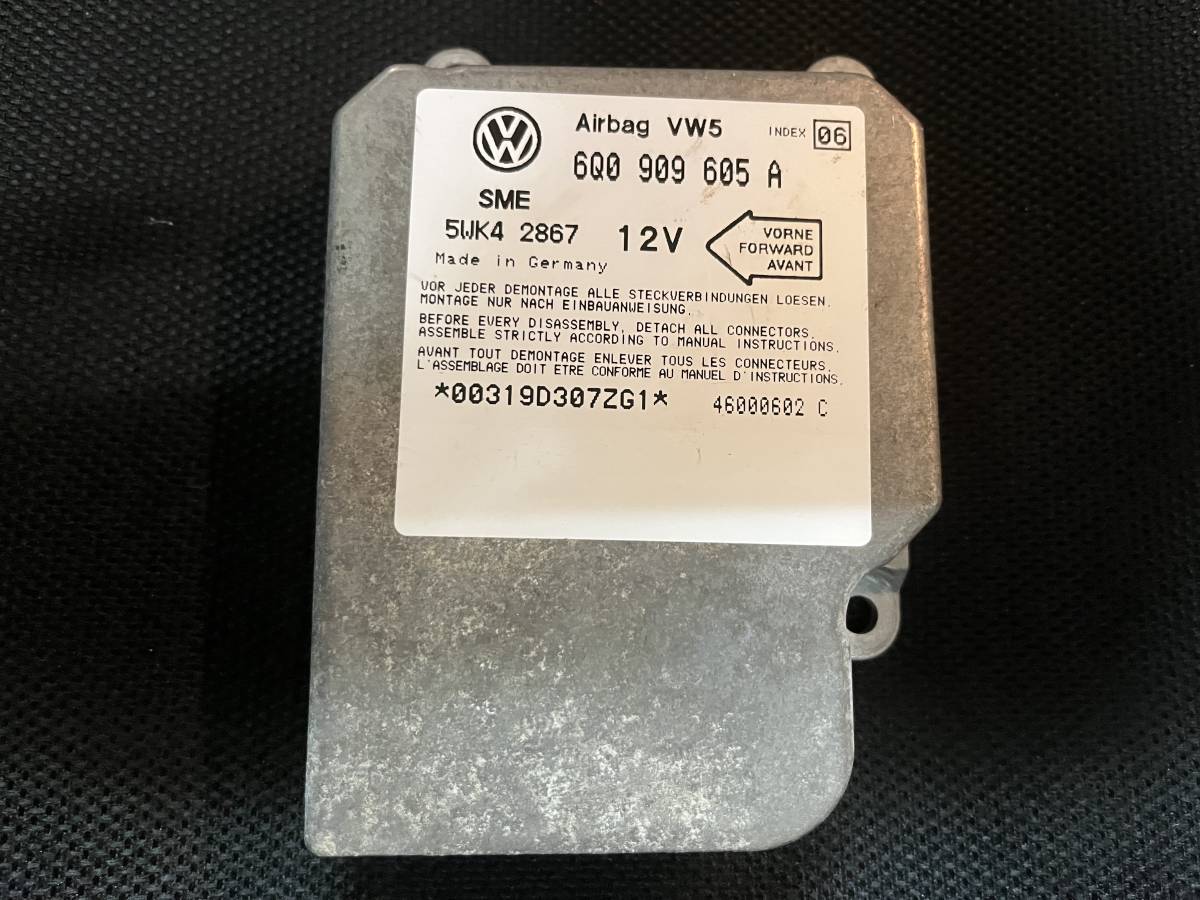 Airbag VW5 INDEX 06
6Q0 909 605 A
SME
5WK4 2867 12V
VORNE
FORWARD
AVANT
Made in Germany
VOR JEDER DEMONTAGE ALLE STECKVERBINDUNGEN LOESEN.
MONTAGE NUR NACH EINBAUANWEISUNG.
BEFORE EVERY DISASSEMBLY, DETACH ALL CONNECTORS.
ASSEMBLE STRICTLY ACCORDING TO MANUAL INSTRUCTIONS.
AVANT TOUT DEMONTAGE ENLEVER TOUS LES CONNECTEURS.
L'ASSEMBLAGE DOIT ETRE CONFORME AU MANUEL D'INSTRUCTIONS.
*00319D307ZG1* 46000602 C